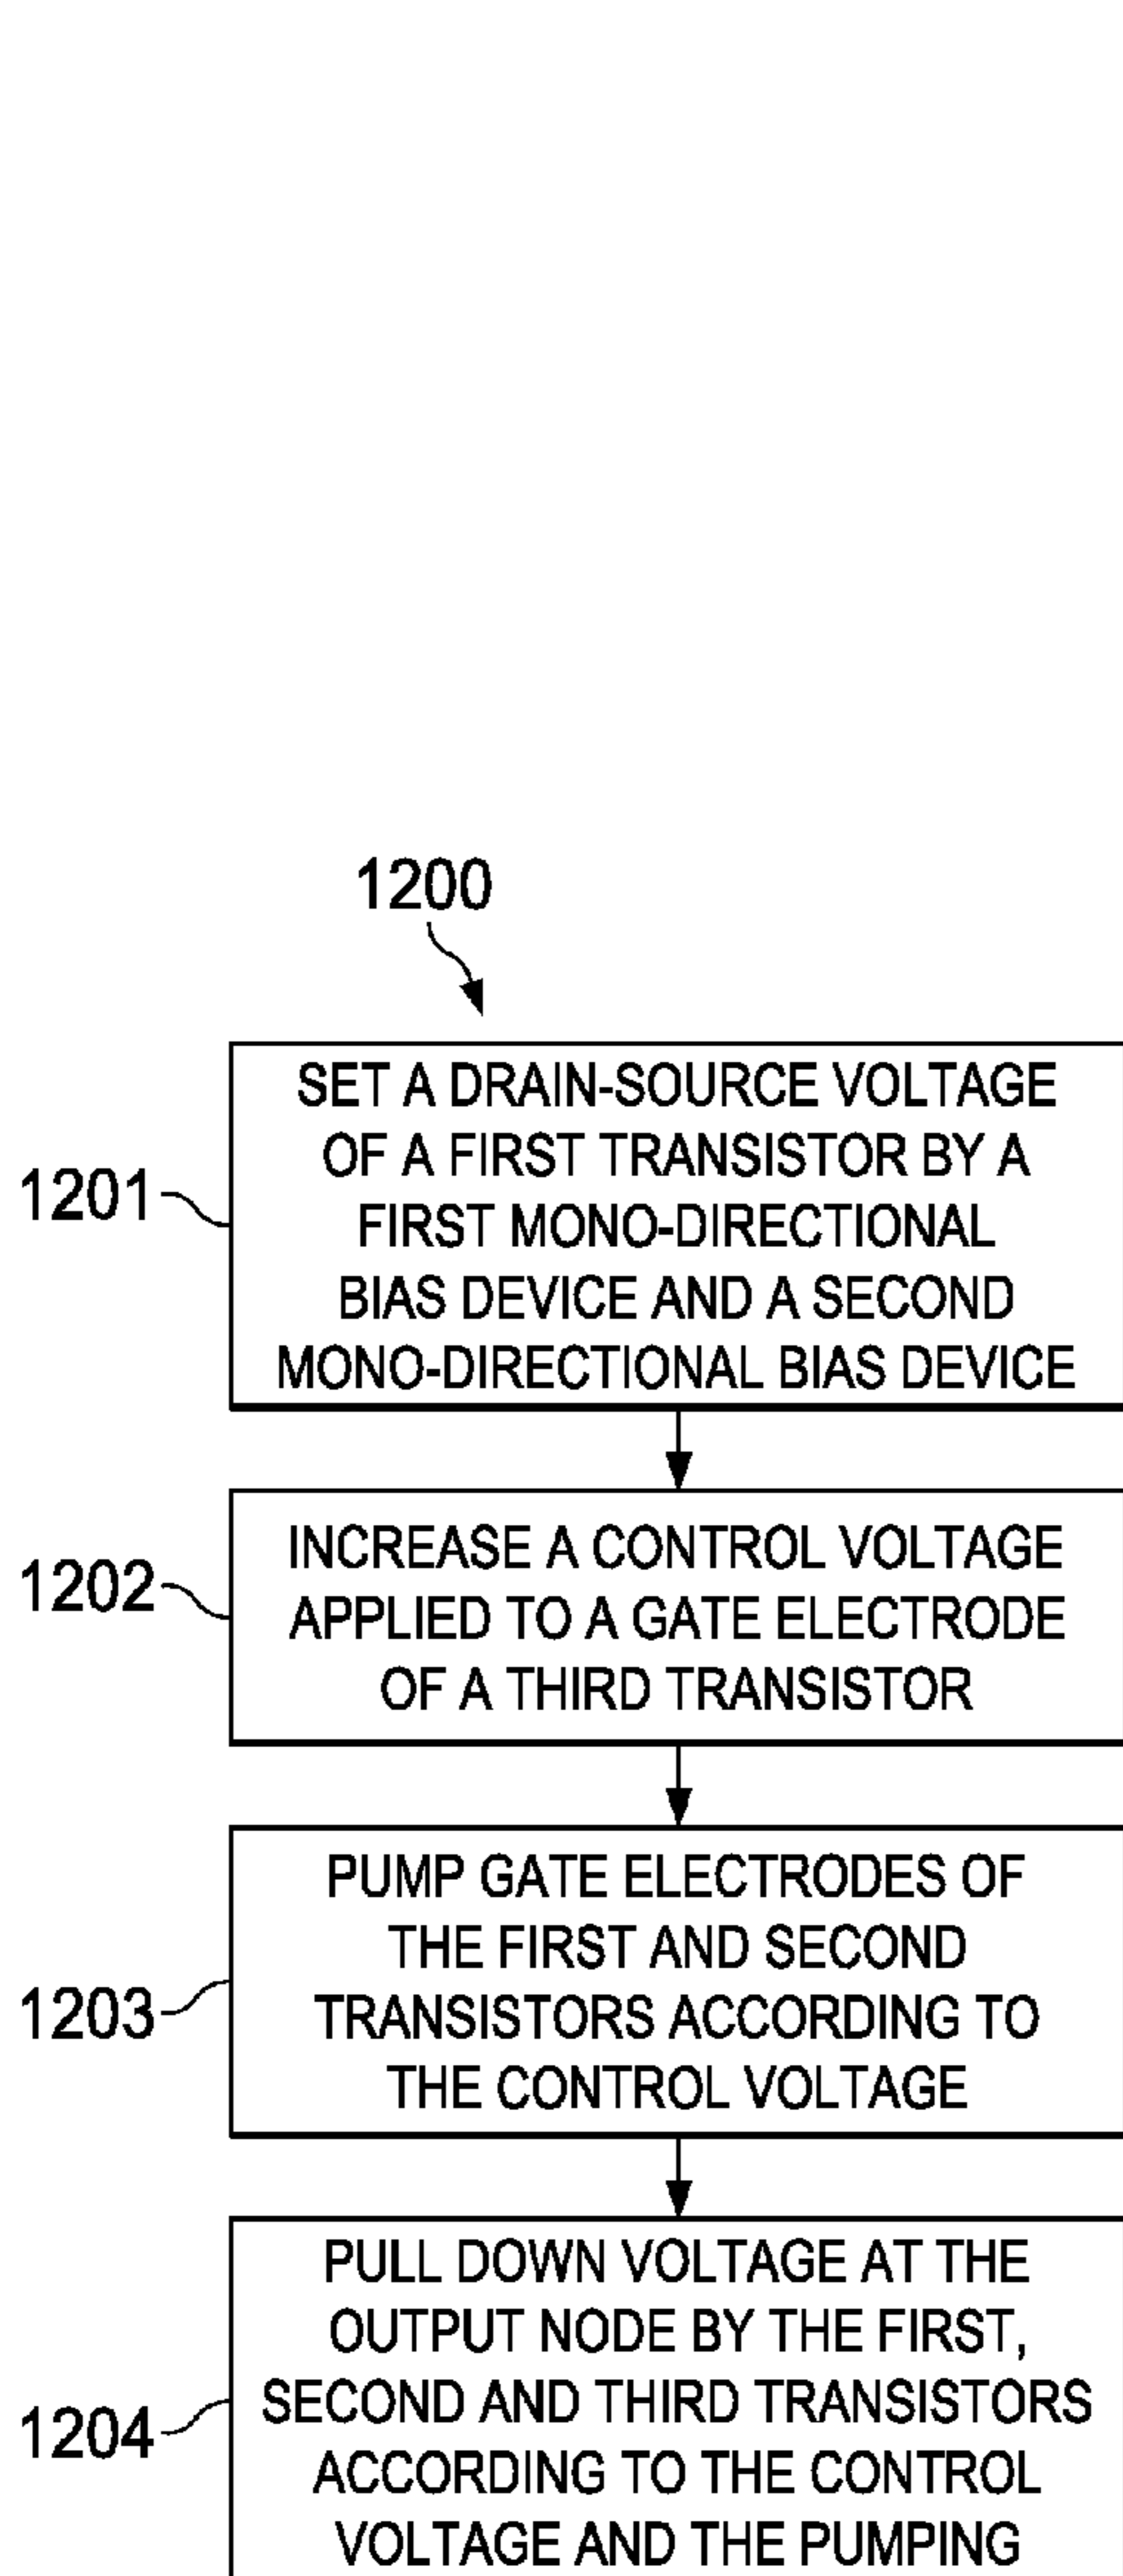 1200
1201
SET A DRAIN-SOURCE VOLTAGE
OF A FIRST TRANSISTOR BY A
FIRST MONO-DIRECTIONAL
BIAS DEVICE AND A SECOND
MONO-DIRECTIONAL BIAS DEVICE
1202
INCREASE A CONTROL VOLTAGE
APPLIED TO A GATE ELECTRODE
OF A THIRD TRANSISTOR
1203
PUMP GATE ELECTRODES OF
THE FIRST AND SECOND
TRANSISTORS ACCORDING TO
THE CONTROL VOLTAGE
1204
PULL DOWN VOLTAGE AT THE
OUTPUT NODE BY THE FIRST,
SECOND AND THIRD TRANSISTORS
ACCORDING TO THE CONTROL
VOLTAGE AND THE PUMPING